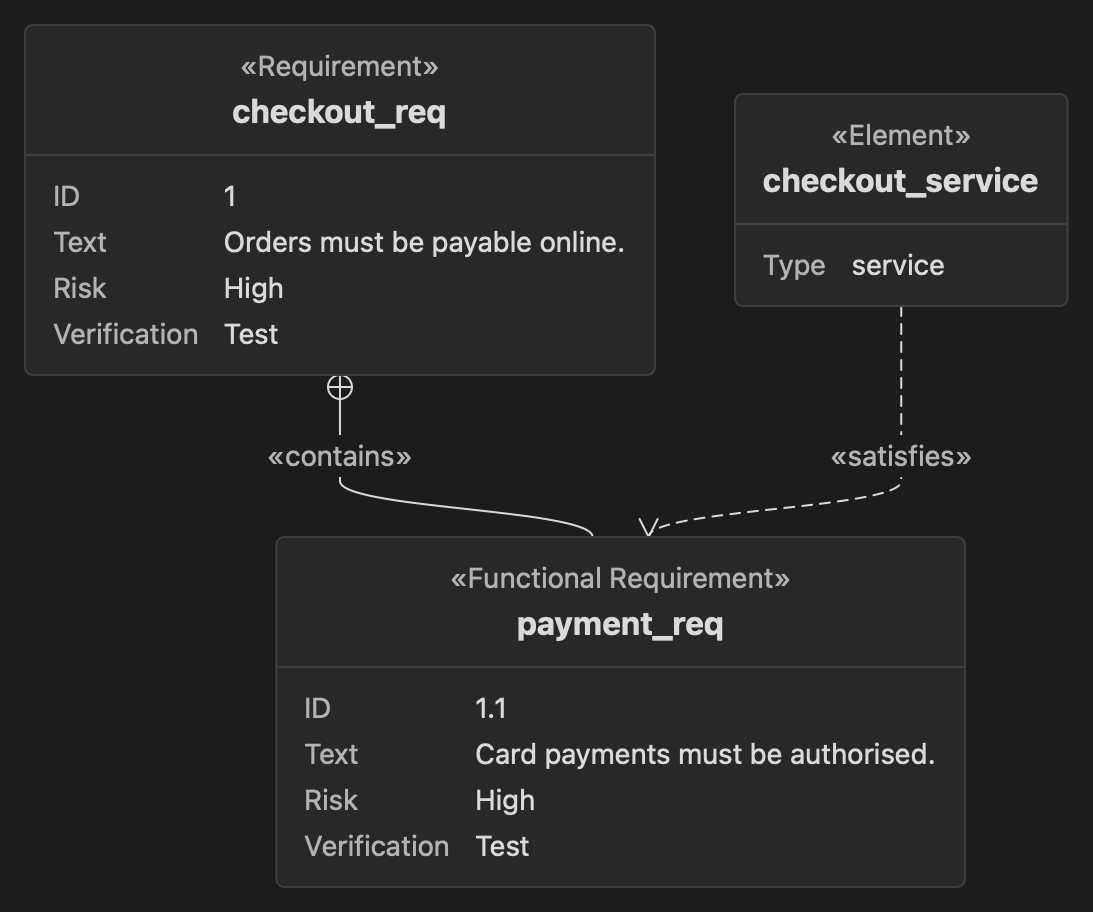 «Requirement»
checkout_req
ID 1
Text Orders must be payable online.
Risk High
Verification Test
«Element»
checkout_service
Type service
«contains»
«satisfies»
«Functional Requirement»
payment_req
ID 1.1
Text Card payments must be authorised.
Risk High
Verification Test